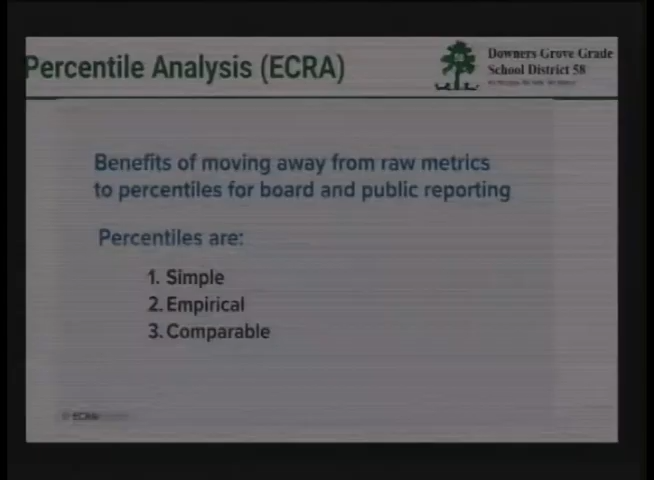 Percentile Analysis (ECRA)
Downers Grove Grade
School District 58
Benefits of moving away from raw metrics
to percentiles for board and public reporting
Percentiles are:
1. Simple
2. Empirical
3. Comparable
© ECRA